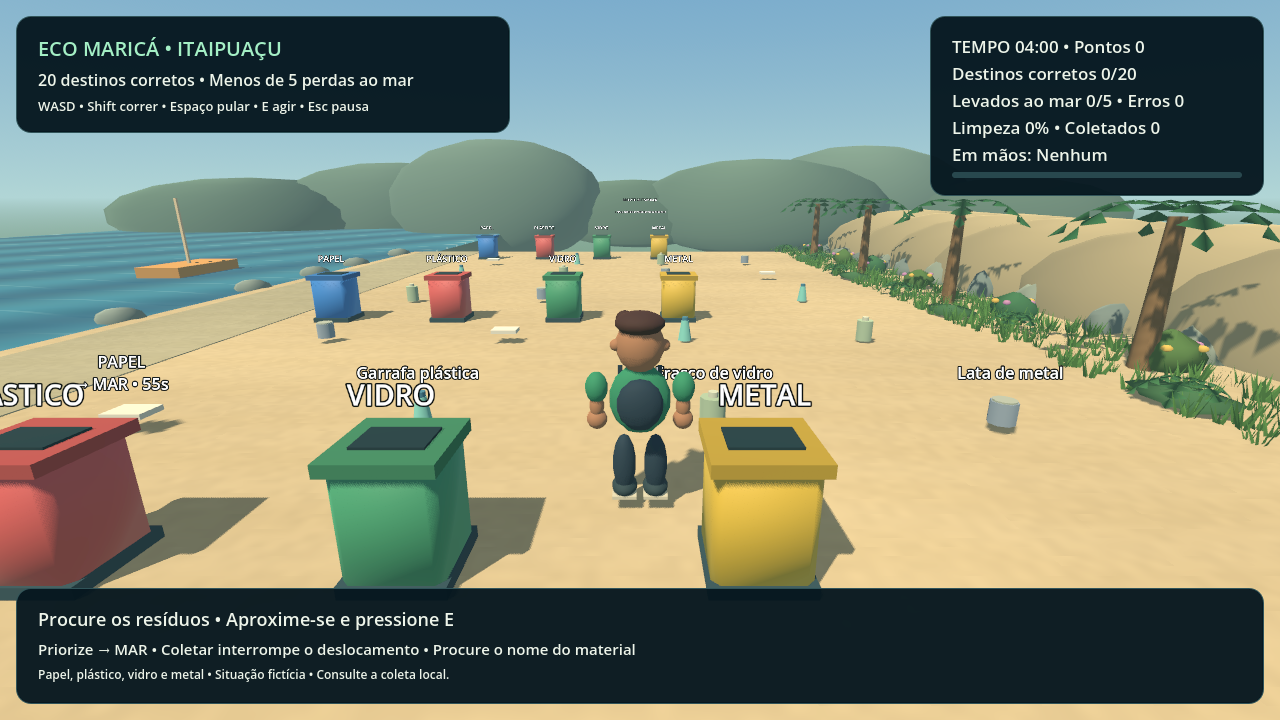 ECO MARICÁ • ITAIPUAÇU
20 destinos corretos • Menos de 5 perdas ao mar
WASD • Shift correr • Espaço pular • E agir • Esc pausa
TEMPO 04:00 • Pontos 0
Destinos corretos 0/20
Levados ao mar 0/5 • Erros 0
Limpeza 0% • Coletados 0
Em mãos: Nenhum
PAPEL
PLÁSTICO
VIDRO
METAL
PAPEL
→ MAR • 55s
Garrafa plástica
rasco de vidro
Lata de metal
ÁSTICO
VIDRO
METAL
Procure os resíduos • Aproxime-se e pressione E
Priorize → MAR • Coletar interrompe o deslocamento • Procure o nome do material
Papel, plástico, vidro e metal • Situação fictícia • Consulte a coleta local.